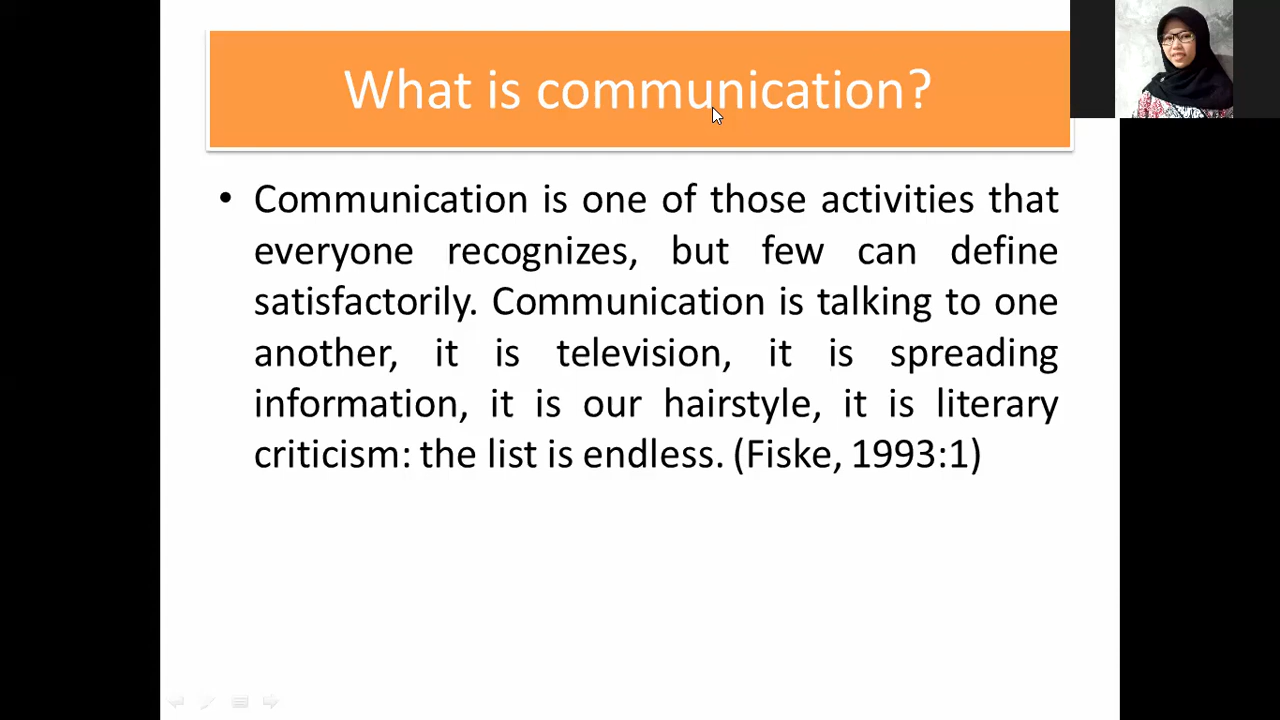 What is communication?
• Communication is one of those activities that
everyone recognizes, but few can define
satisfactorily. Communication is talking to one
another, it is television, it is spreading
information, it is our hairstyle, it is literary
criticism: the list is endless. (Fiske, 1993:1)